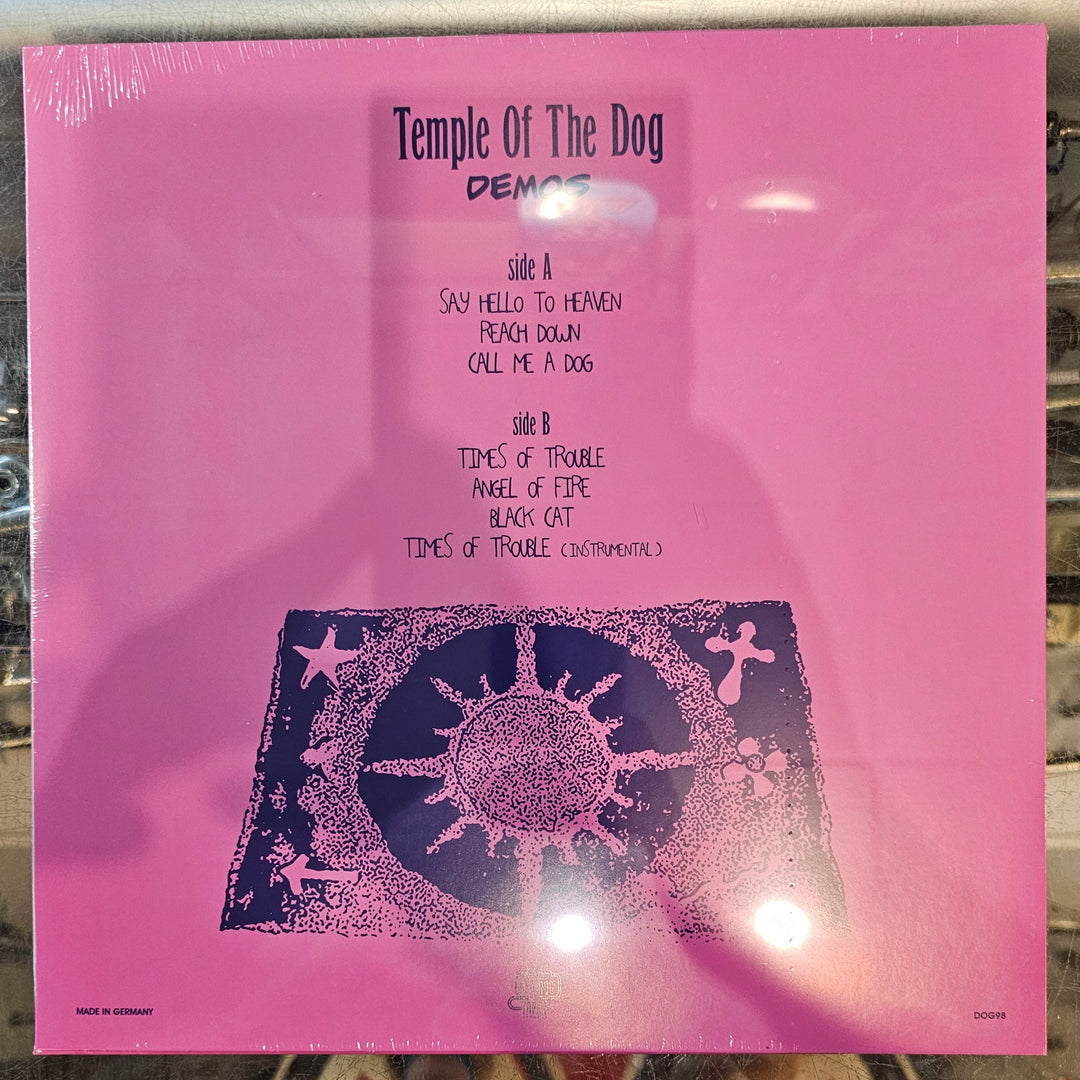 Temple Of The Dog
DEMOS
side A
SAY HELLO TO HEAVEN
REACH DOWN
CALL ME A DOG
side B
TIMES OF TROUBLE
ANGEL OF FIRE
BLACK CAT
TIMES OF TROUBLE (INSTRUMENTAL)
MADE IN GERMANY
DOG98